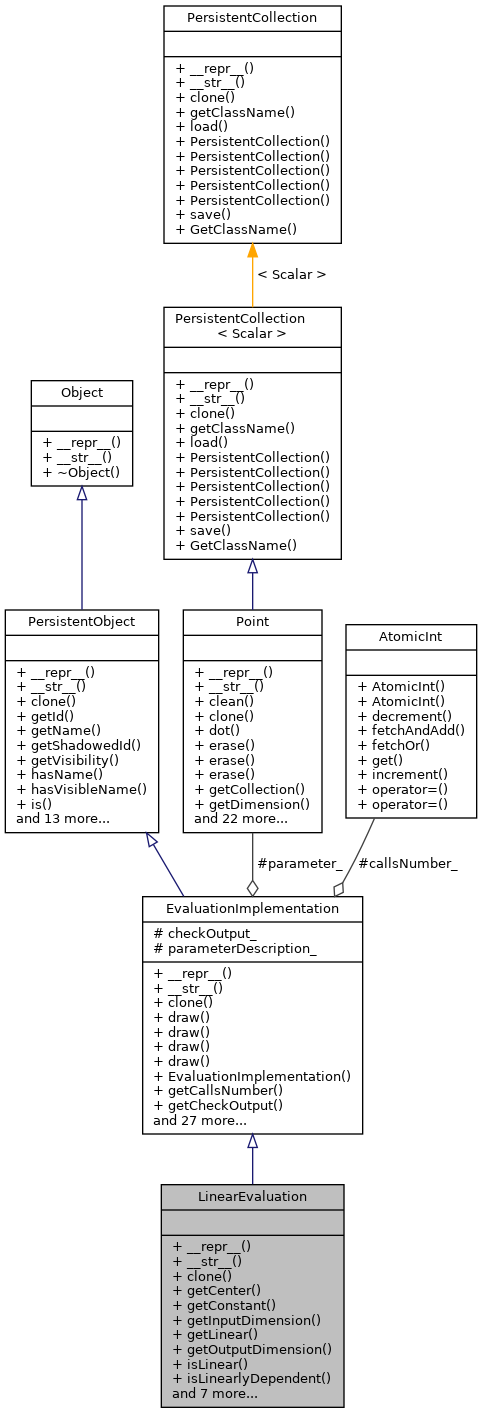 PersistentCollection
+ __repr__()
+ __str__()
+ clone()
+ getClassName()
+ load()
+ PersistentCollection()
+ PersistentCollection()
+ PersistentCollection()
+ PersistentCollection()
+ PersistentCollection()
+ save()
+ GetClassName()
< Scalar >
PersistentCollection
< Scalar >
+ __repr__()
+ __str__()
+ clone()
+ getClassName()
+ load()
+ PersistentCollection()
+ PersistentCollection()
+ PersistentCollection()
+ PersistentCollection()
+ PersistentCollection()
+ save()
+ GetClassName()
Object
+ __repr__()
+ __str__()
+ ~Object()
PersistentObject
+ __repr__()
+ __str__()
+ clone()
+ getId()
+ getName()
+ getShadowedId()
+ getVisibility()
+ hasName()
+ hasVisibleName()
+ is()
and 13 more...
Point
+ __repr__()
+ __str__()
+ clean()
+ clone()
+ dot()
+ erase()
+ erase()
+ erase()
+ getCollection()
+ getDimension()
and 22 more...
AtomicInt
+ AtomicInt()
+ AtomicInt()
+ decrement()
+ fetchAndAdd()
+ fetchOr()
+ get()
+ increment()
+ operator=()
+ operator=()
#parameter_
#callsNumber_
EvaluationImplementation
# checkOutput_
# parameterDescription_
+ __repr__()
+ __str__()
+ clone()
+ draw()
+ draw()
+ draw()
+ draw()
+ EvaluationImplementation()
+ getCallsNumber()
+ getCheckOutput()
and 27 more...
LinearEvaluation
+ __repr__()
+ __str__()
+ clone()
+ getCenter()
+ getConstant()
+ getInputDimension()
+ getLinear()
+ getOutputDimension()
+ isLinear()
+ isLinearlyDependent()
and 7 more...